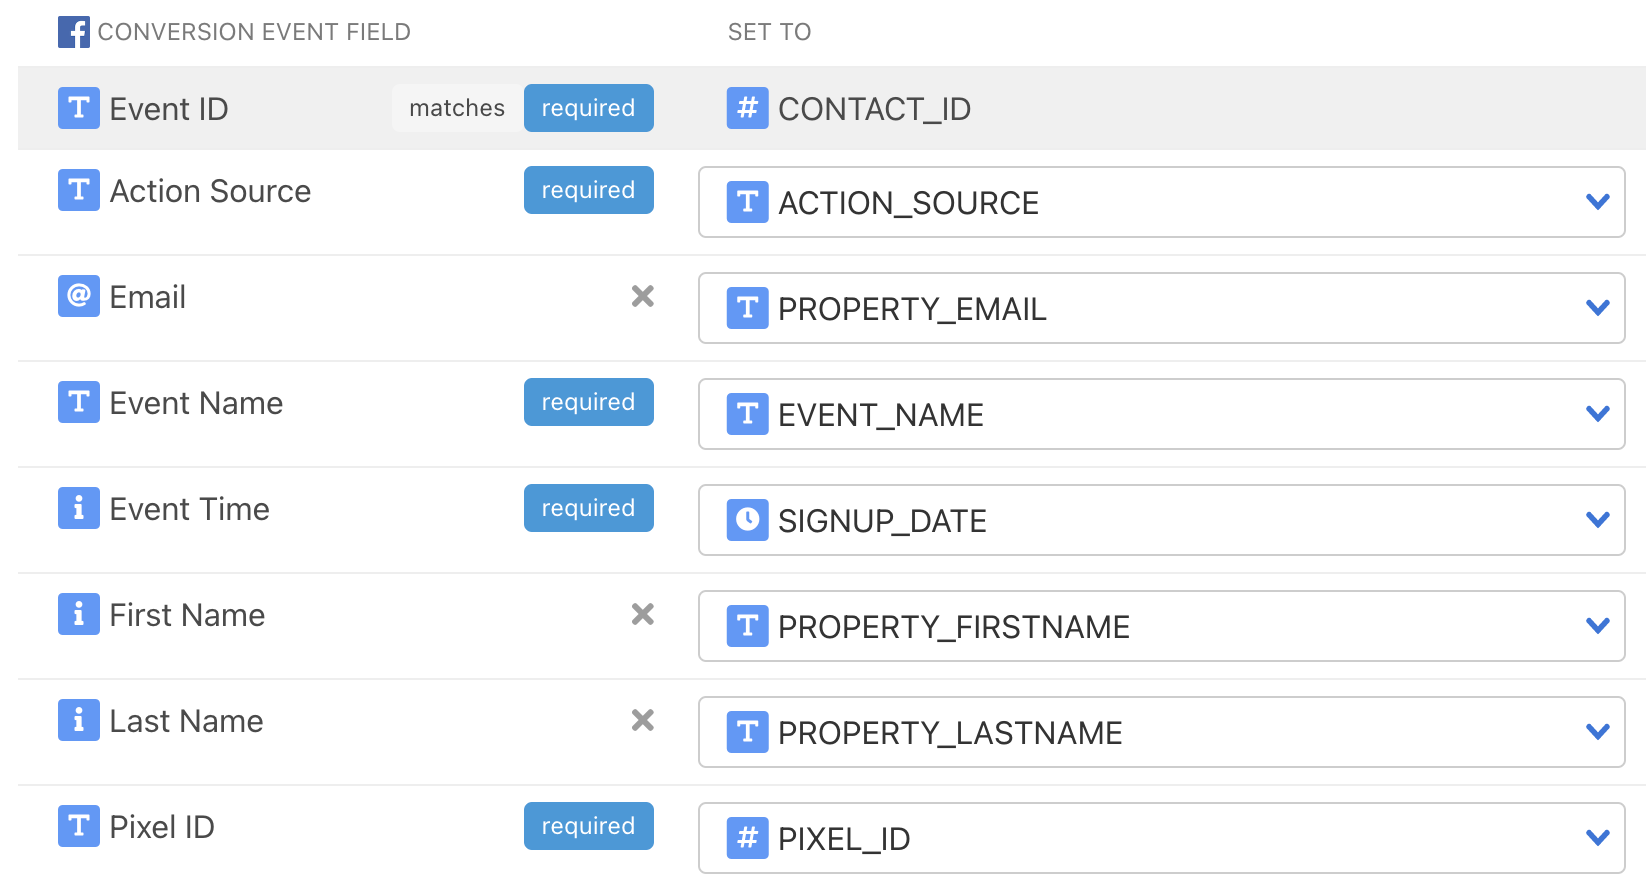 CONVERSION EVENT FIELD SET TO
Event ID matches required # CONTACT_ID
T Action Source required T ACTION_SOURCE
@ Email T PROPERTY_EMAIL
T Event Name required T EVENT_NAME
i Event Time required SIGNUP_DATE
i First Name T PROPERTY_FIRSTNAME
i Last Name T PROPERTY_LASTNAME
T Pixel ID required # PIXEL_ID